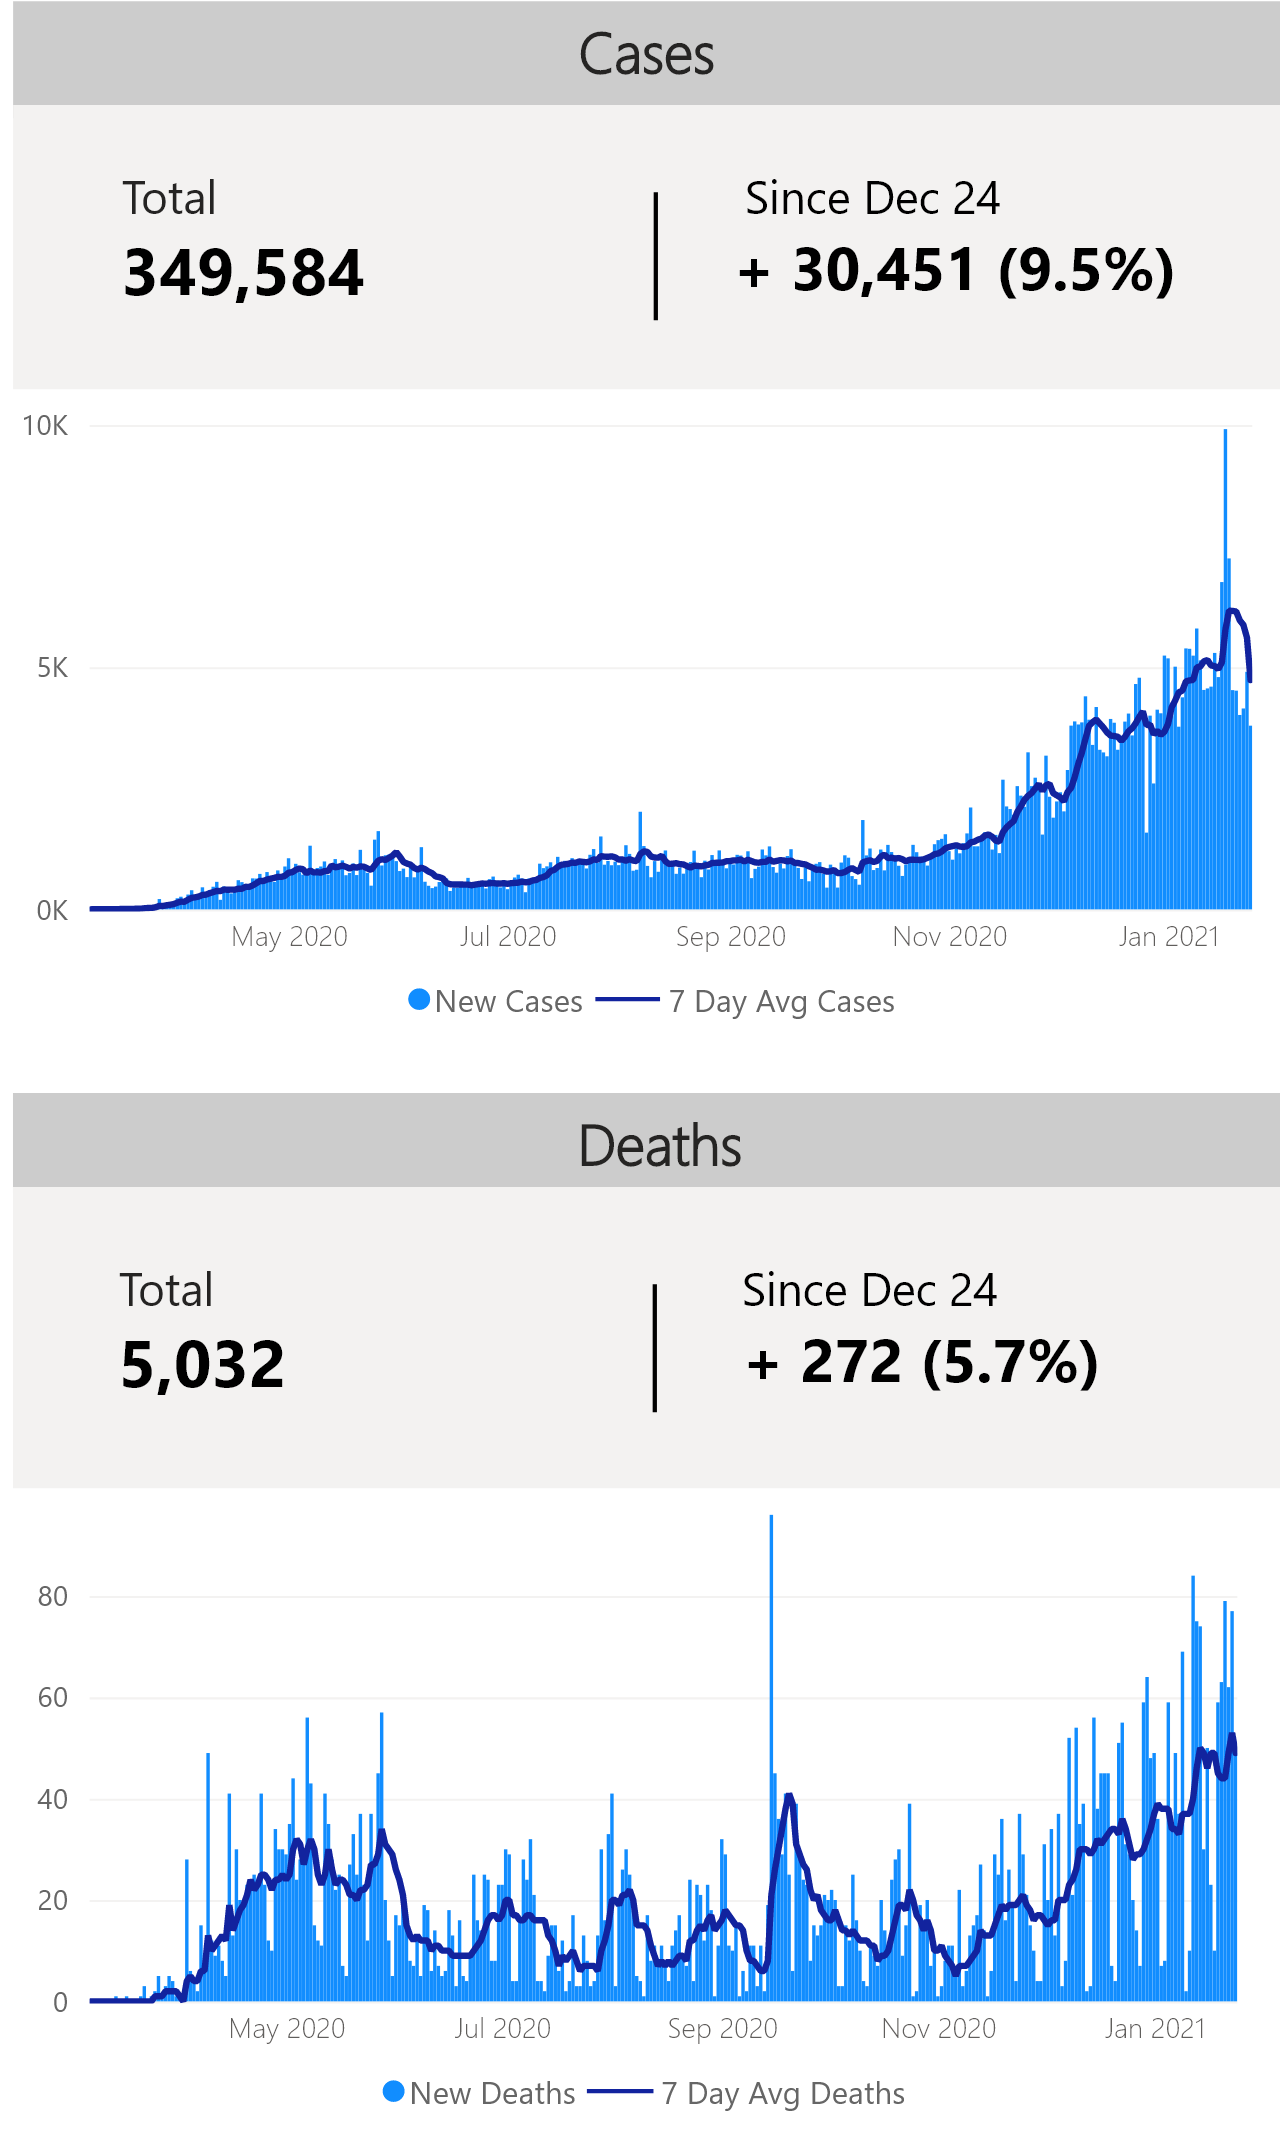 Cases
Total
Since Dec 24
349,584
+ 30,451 (9.5%)
10K
5K
0K
May 2020
Jul 2020
Sep 2020
Nov 2020
Jan 2021
New Cases
7 Day Avg Cases
Deaths
Total
Since Dec 24
5,032
+ 272 (5.7%)
80
60
40
20
0
May 2020
Jul 2020
Sep 2020
Nov 2020
Jan 2021
New Deaths
7 Day Avg Deaths